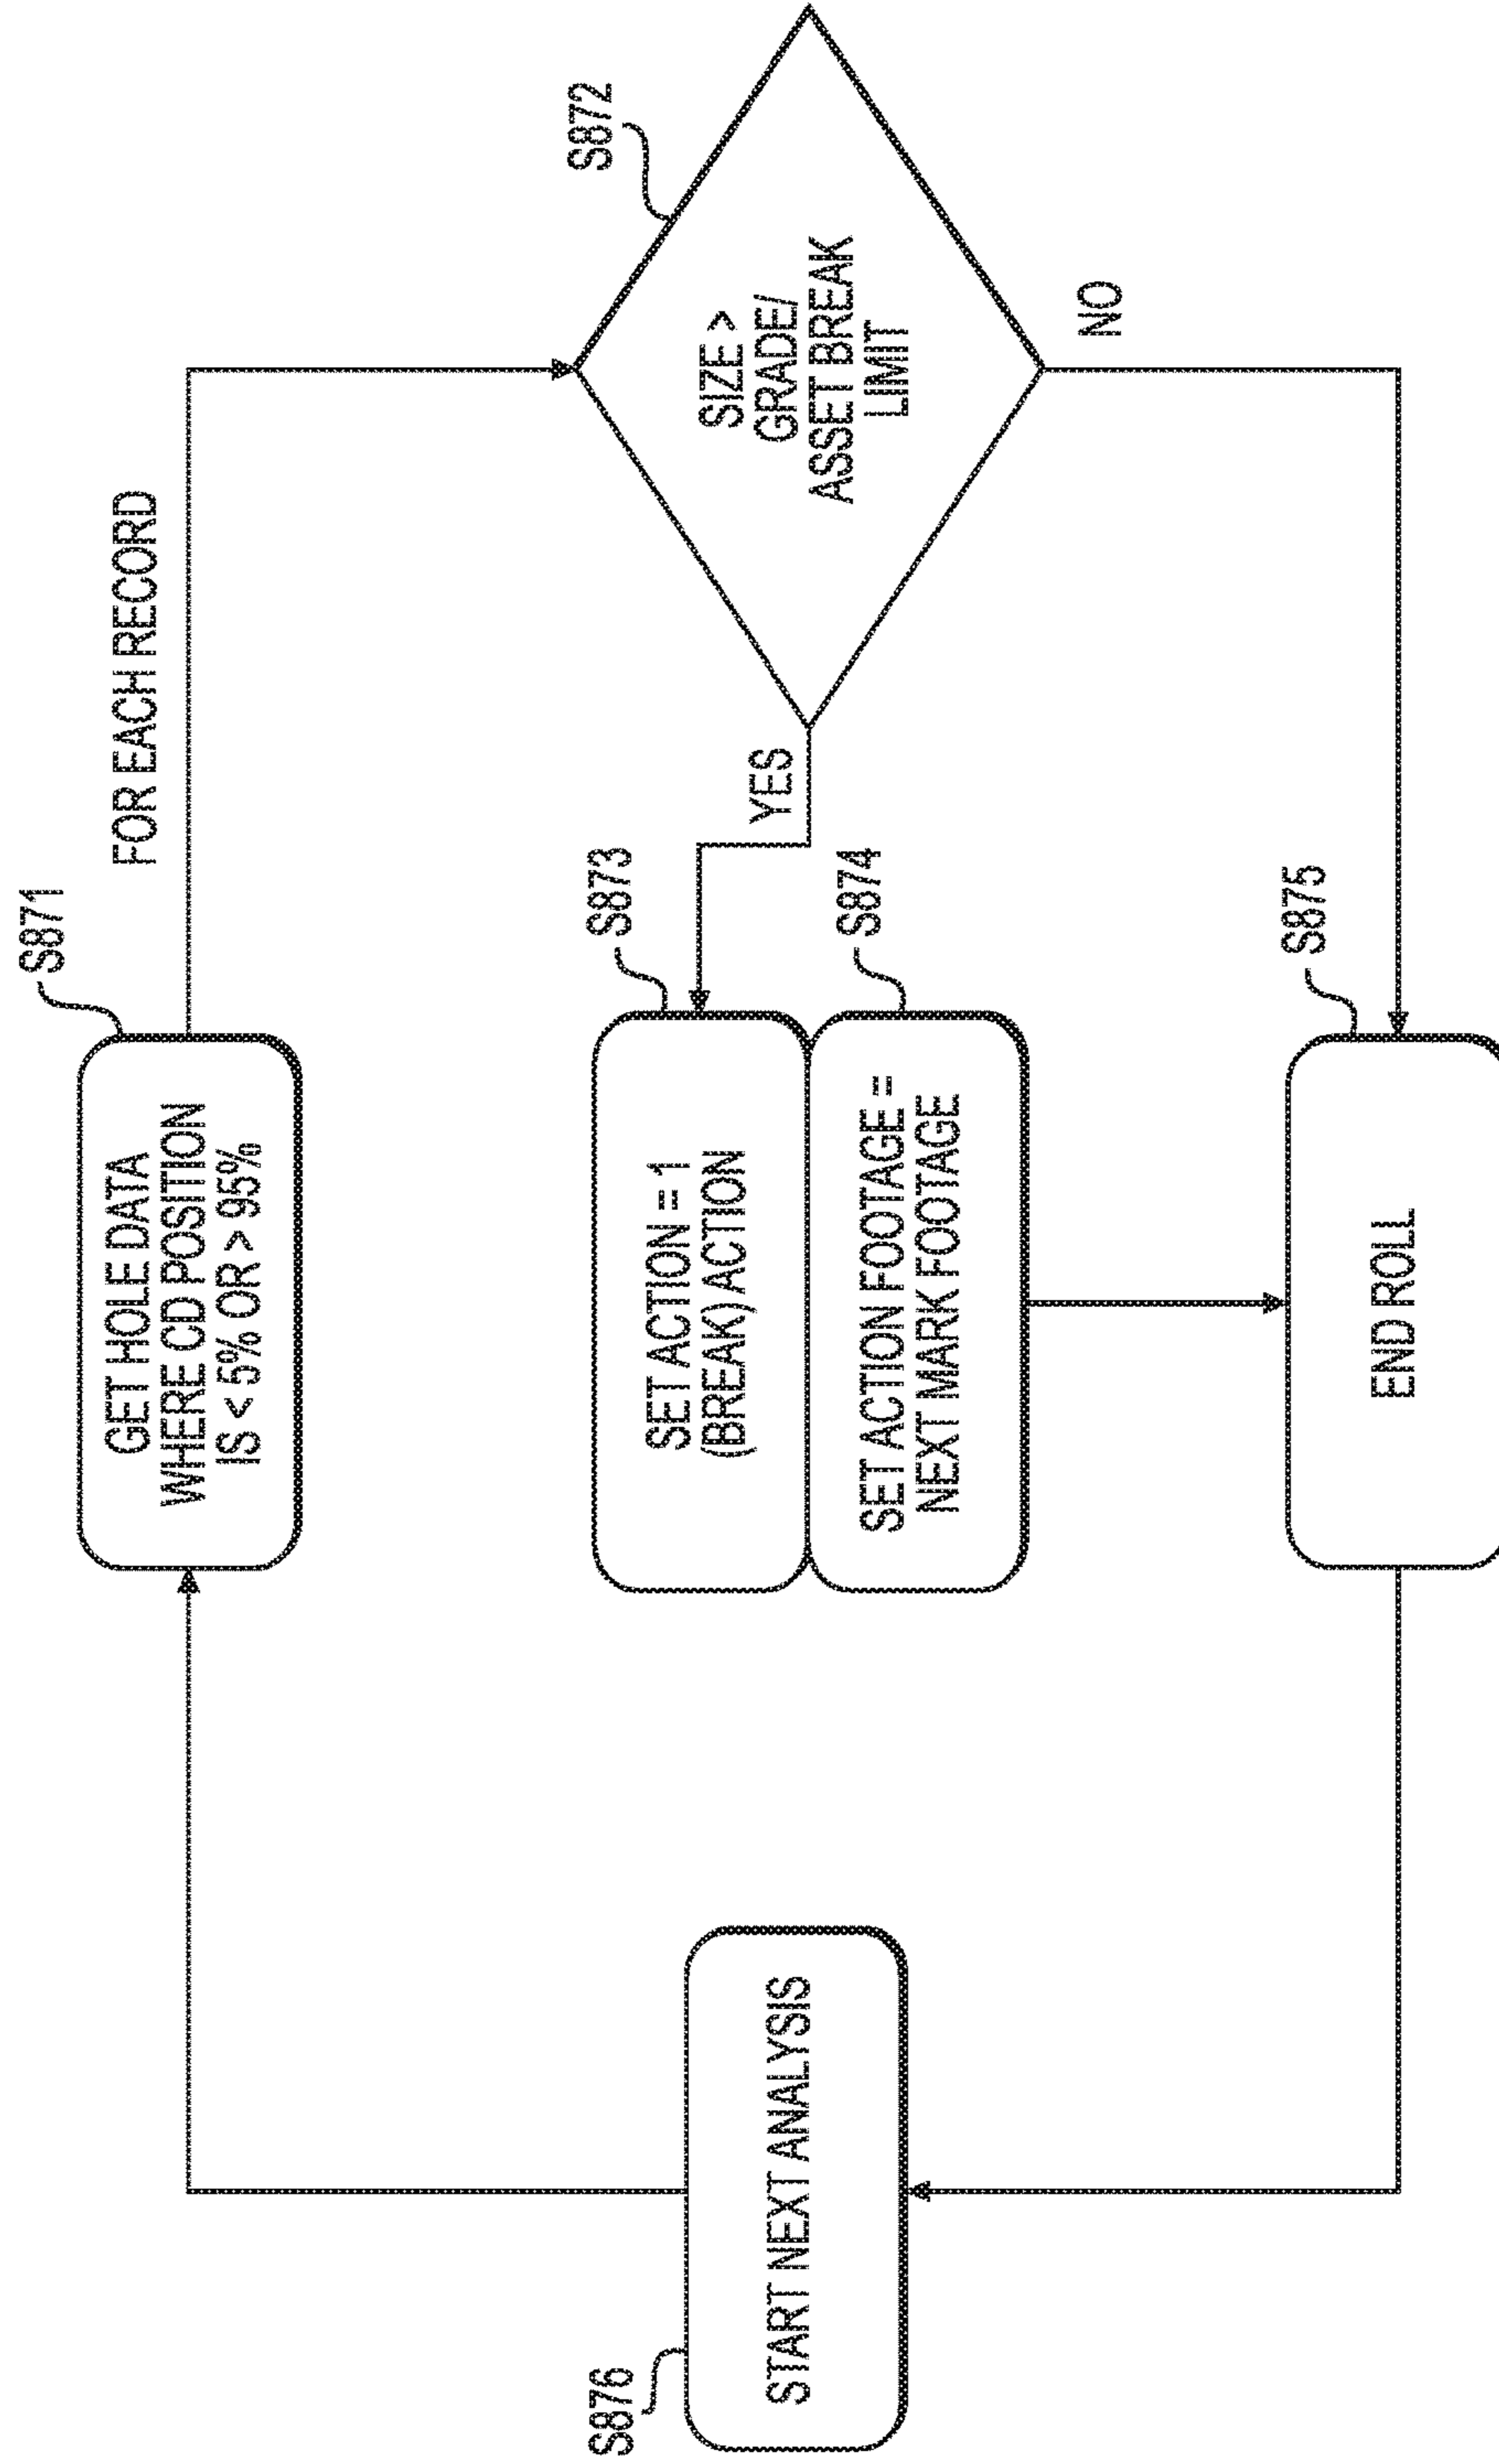 S871
GET HOLE DATA
WHERE CD POSITION
IS < 5% OR > 95%
FOR EACH RECORD
S872
SIZE >
GRADE/
ASSET BREAK
LIMIT
YES
NO
S873
SET ACTION = 1
(BREAK) ACTION
S874
SET ACTION FOOTAGE =
NEXT MARK FOOTAGE
S875
END ROLL
S876
START NEXT ANALYSIS